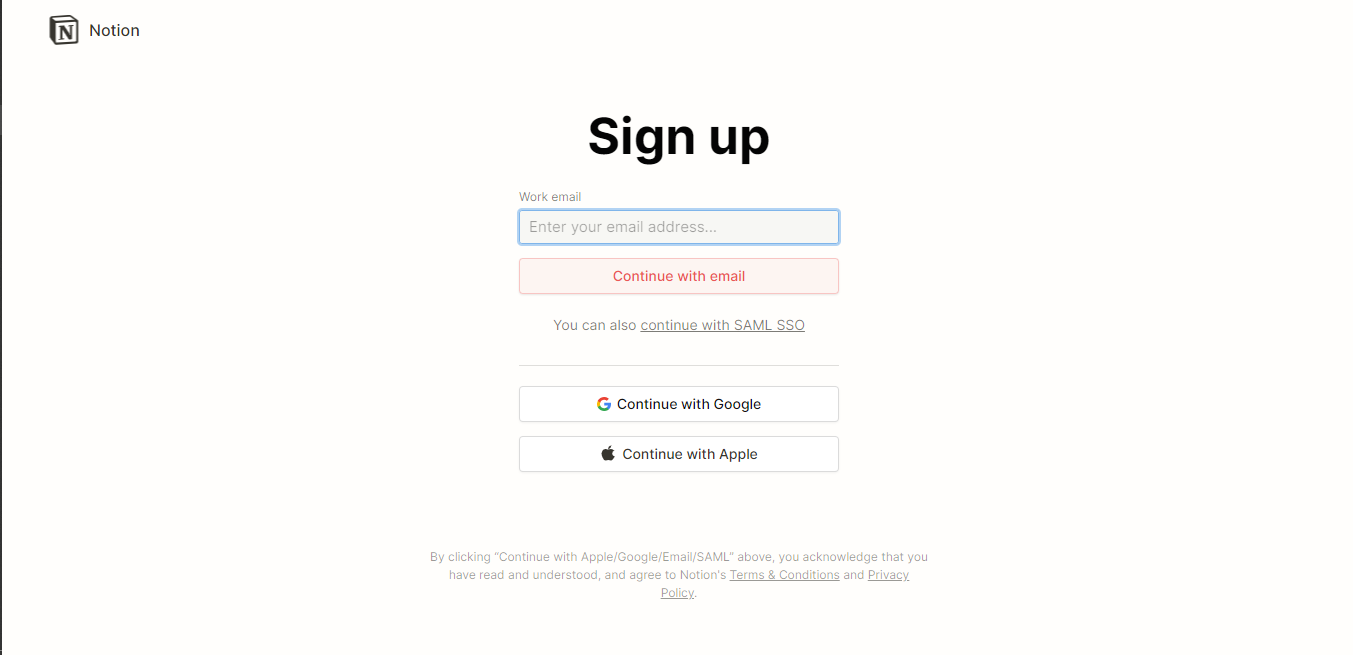 Notion
Sign up
Work email
Enter your email address...
Continue with email
You can also continue with SAML SSO
Continue with Google
Continue with Apple
By clicking “Continue with Apple/Google/Email/SAML” above, you acknowledge that you
have read and understood, and agree to Notion's Terms & Conditions and Privacy
Policy.